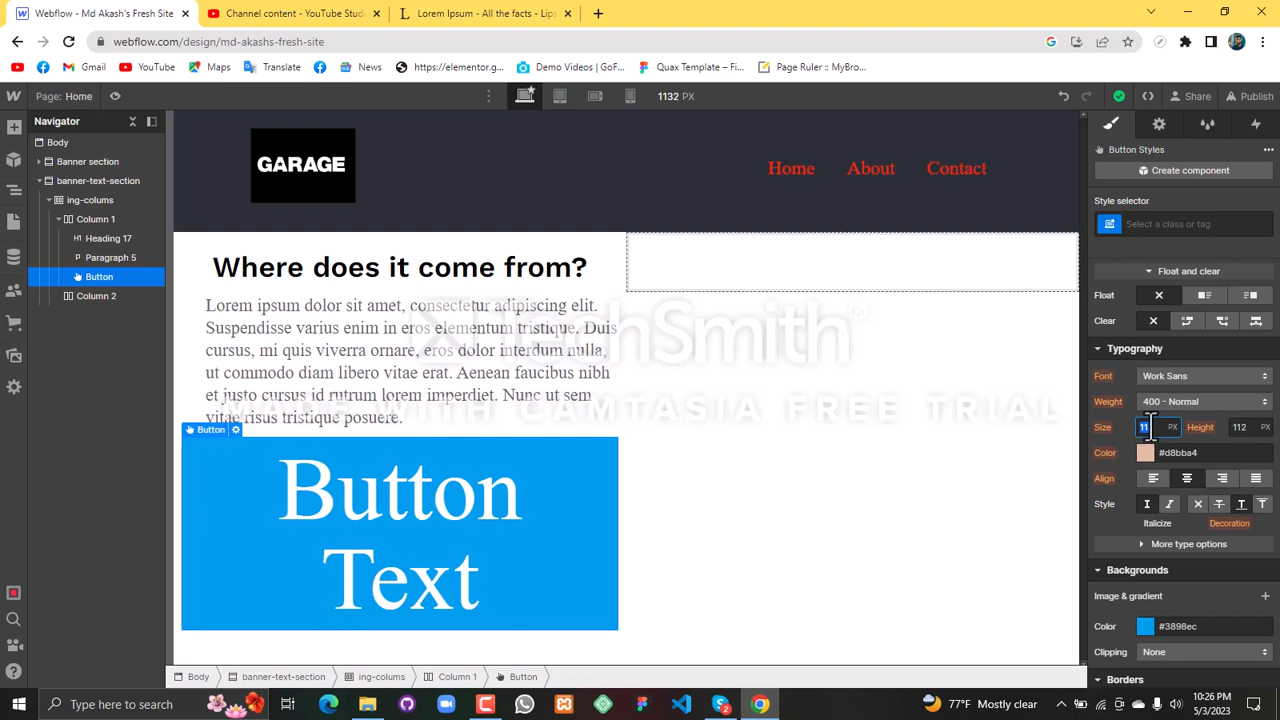 Webflow - Md Akash's Fresh Site
Channel content - YouTube Stud
Lorem Ipsum - All the facts - Lips
webflow.com/design/md-akashs-fresh-site
Gmail
YouTube
Maps
Translate
News
https://elementor.g...
Demo Videos | GoF...
Quax Template – Fi...
Page Ruler :: MyBro...
Page: Home
1132 PX
Share
Publish
Navigator
Body
Banner section
banner-text-section
ing-colums
Column 1
H1 Heading 17
P Paragraph 5
Button
Column 2
GARAGE
Home About Contact
Where does it come from?
Lorem ipsum dolor sit amet, consectetur adipiscing elit.
Suspendisse varius enim in eros elementum tristique. Duis
cursus, mi quis viverra ornare, eros dolor interdum nulla,
ut commodo diam libero vitae erat. Aenean faucibus nibh
et justo cursus id rutrum lorem imperdiet. Nunc ut sem
vitae risus tristique posuere.
TechSmith®
MADE WITH CAMTASIA FREE TRIAL
Button
Button
Text
Button Styles
Create component
Style selector
Select a class or tag
Float and clear
Float
Clear
Typography
Font Work Sans
Weight 400 - Normal
Size 11 PX Height 112 PX
Color #d8bba4
Align
Style
Italicize Decoration
More type options
Backgrounds
Image & gradient
Color #3898ec
Clipping None
Borders
Body banner-text-section ing-colums Column 1 Button
Type here to search
77°F Mostly clear
10:26 PM
5/3/2023